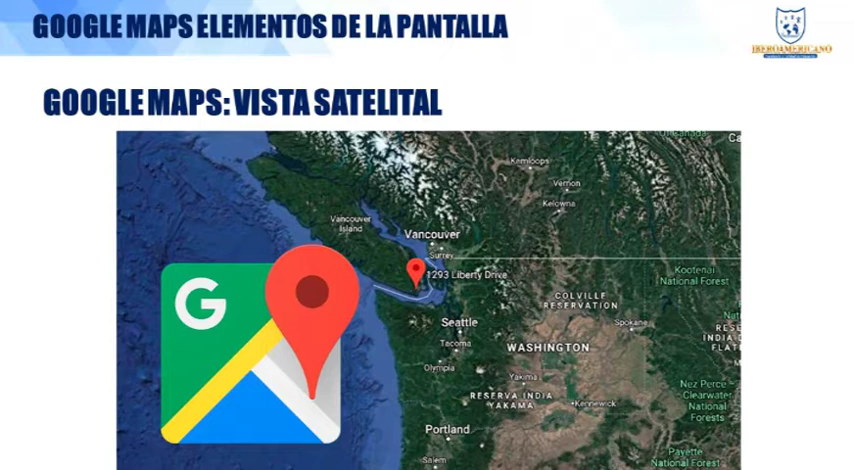 GOOGLE MAPS ELEMENTOS DE LA PANTALLA
IBEROAMERICANO
GOOGLE MAPS: VISTA SATELITAL
Ca
Kamloops
Vernon
Kelowna
Vancouver
Island
Vancouver
Surrey
1293 Liberty Drive
Kootenai
National Forest
COLVILLE
RESERVATION
Seattle
Spokane
Tacoma
WASHINGTON
Olympia
Yakima
RESERVA INDIA
YAKAMA
Kennewick
Nez Perce –
Clearwater
National
Forests
Portland
Salem
Payette
National Forest
G